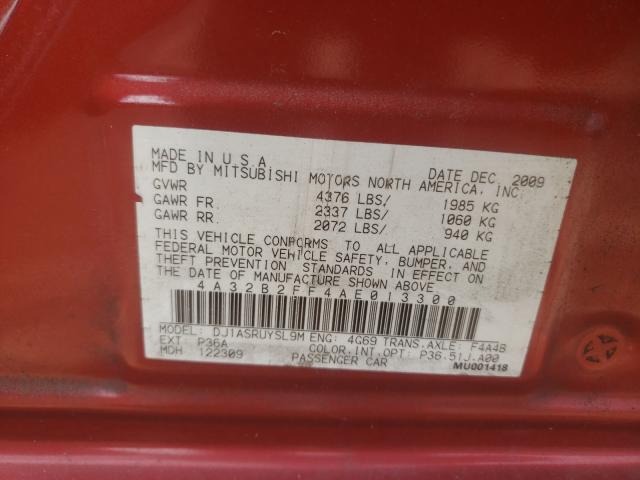 MADE IN U.S.A. DATE DEC 2009
MFD BY MITSUBISHI MOTORS NORTH AMERICA, INC
GVWR 4376 LBS/ 1985 KG
GAWR FR. 2337 LBS/ 1060 KG
GAWR RR. 2072 LBS/ 940 KG
THIS VEHICLE CONFORMS TO ALL APPLICABLE
FEDERAL MOTOR VEHICLE SAFETY, BUMPER, AND
THEFT PREVENTION STANDARDS IN EFFECT ON
THE DATE OF MANUFACTURE SHOWN ABOVE
4A32B2FF4AE013300
MODEL: DJ1ASRUYSL9M ENG: 4G69 TRANS.AXLE: F4A4B
EXT P36A COLOR.INT.OPT: P36.51J.A00
MDH 122309 PASSENGER CAR
MU001418